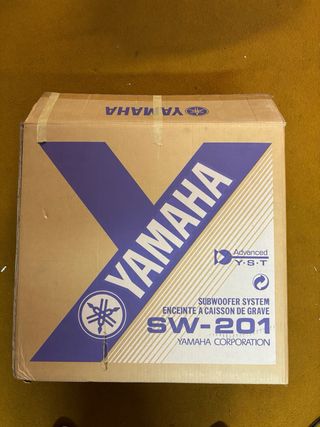 YAMAHA
YAMAHA
Advanced
Y·S·T
SUBWOOFER SYSTEM
ENCEINTE A CAISSON DE GRAVE
SW-201
YAMAHA CORPORATION